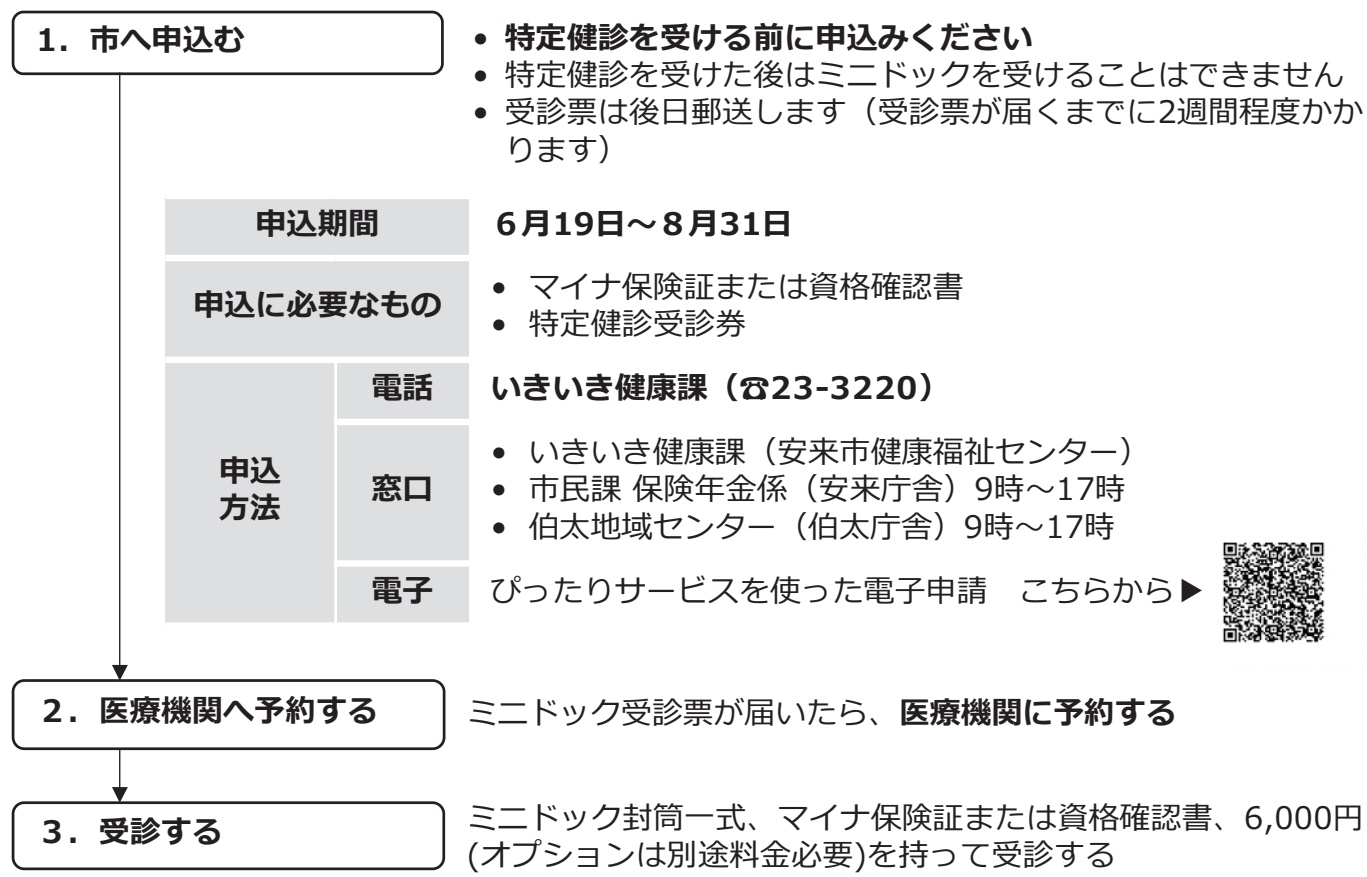 1．市へ申込む
• 特定健診を受ける前に申込みください
• 特定健診を受けた後はミニドックを受けることはできません
• 受診票は後日郵送します（受診票が届くまでに2週間程度かか
ります）
申込期間
６月19日～８月31日
申込に必要なもの
• マイナ保険証または資格確認書
• 特定健診受診券
申込
方法
電話
いきいき健康課（☎23-3220）
窓口
• いきいき健康課（安来市健康福祉センター）
• 市民課 保険年金係（安来庁舎）9時～17時
• 伯太地域センター（伯太庁舎）9時～17時
電子
ぴったりサービスを使った電子申請　こちらから▶
2．医療機関へ予約する
ミニドック受診票が届いたら、医療機関に予約する
3．受診する
ミニドック封筒一式、マイナ保険証または資格確認書、6,000円
(オプションは別途料金必要)を持って受診する